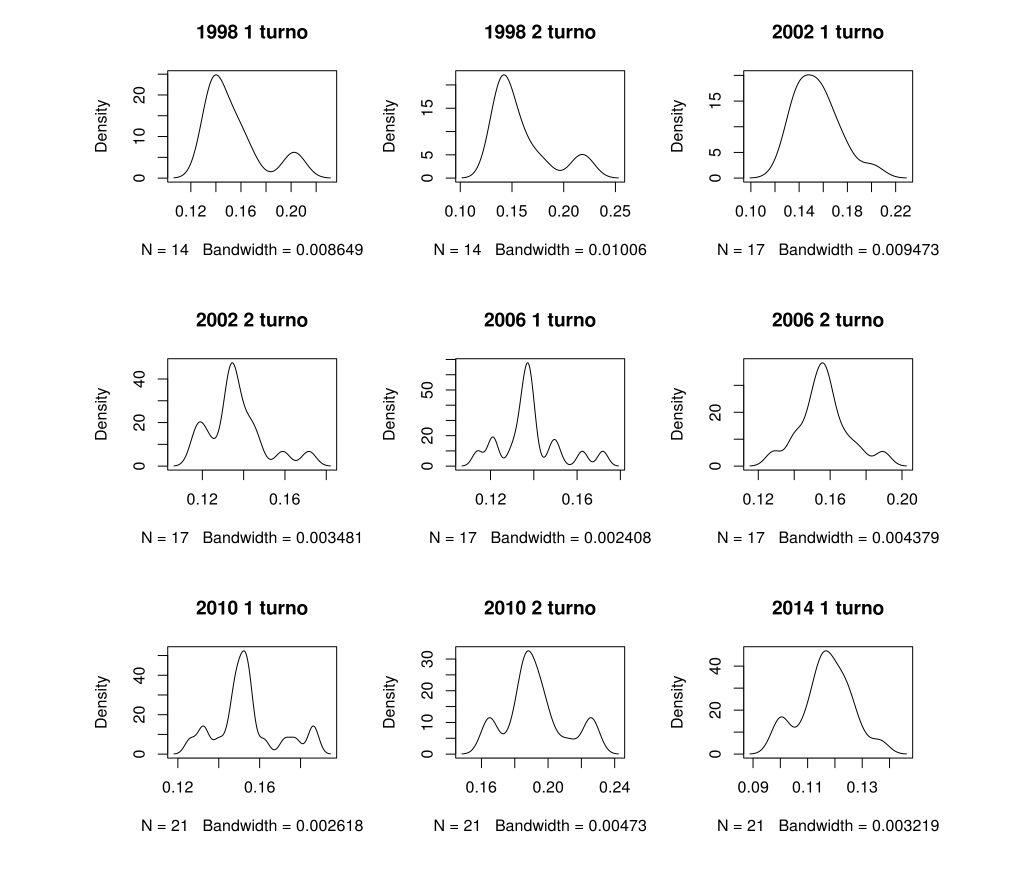 1998 1 turno
Density
0 10 20
0.12 0.16 0.20
N = 14 Bandwidth = 0.008649
1998 2 turno
Density
0 5 15
0.10 0.15 0.20 0.25
N = 14 Bandwidth = 0.01006
2002 1 turno
Density
0 5 15
0.10 0.14 0.18 0.22
N = 17 Bandwidth = 0.009473
2002 2 turno
Density
0 20 40
0.12 0.16
N = 17 Bandwidth = 0.003481
2006 1 turno
Density
0 20 50
0.12 0.16
N = 17 Bandwidth = 0.002408
2006 2 turno
Density
0 20
0.12 0.16 0.20
N = 17 Bandwidth = 0.004379
2010 1 turno
Density
0 20 40
0.12 0.16
N = 21 Bandwidth = 0.002618
2010 2 turno
Density
0 10 20 30
0.16 0.20 0.24
N = 21 Bandwidth = 0.00473
2014 1 turno
Density
0 20 40
0.09 0.11 0.13
N = 21 Bandwidth = 0.003219